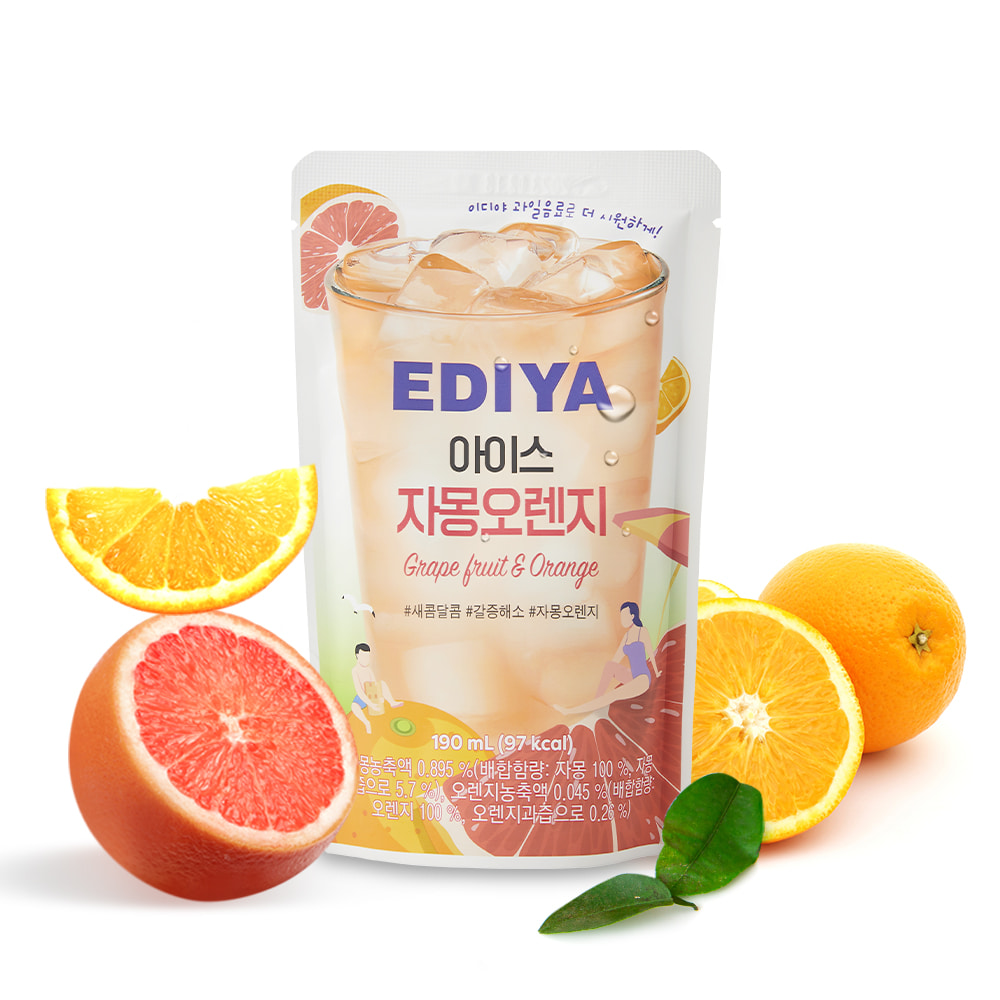 이디야 과일음료로 더 시원하게!
EDIYA
아이스
자몽오렌지
Grape fruit & Orange
#새콤달콤 #갈증해소 #자몽오렌지
190 mL (97 kcal)
몽농축액 0.895 %(배합함량: 자몽 100 %, 자몽
으로 5.7 %), 오렌지농축액 0.045 %(배합함량:
오렌지 100 %, 오렌지과즙으로 0.26 %)